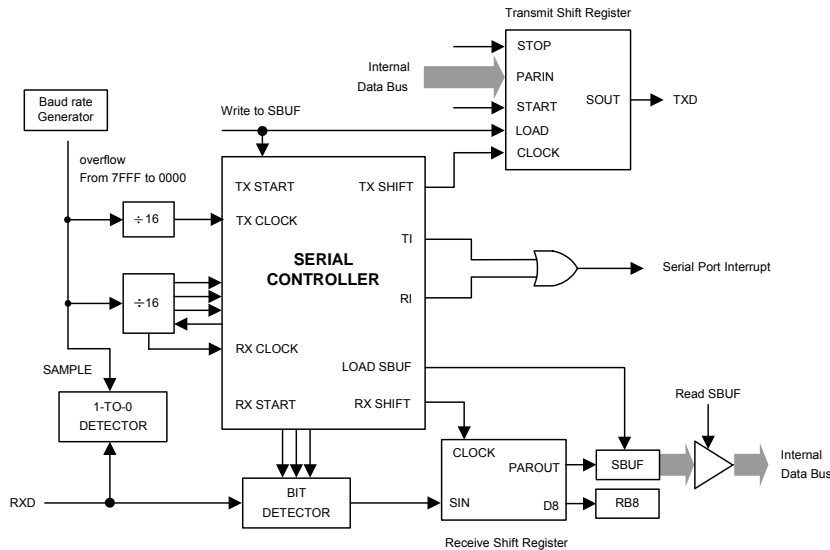 Transmit Shift Register
STOP
Internal
Data Bus
PARIN
SOUT
TXD
START
LOAD
CLOCK
Baud rate
Generator
Write to SBUF
overflow
From 7FFF to 0000
TX START
TX SHIFT
÷16
TX CLOCK
TI
SERIAL
CONTROLLER
Serial Port Interrupt
÷16
RI
RX CLOCK
SAMPLE
LOAD SBUF
1-TO-0
DETECTOR
RX START
RX SHIFT
Read SBUF
CLOCK
PAROUT
SBUF
Internal
Data Bus
RXD
BIT
DETECTOR
SIN
D8
RB8
Receive Shift Register